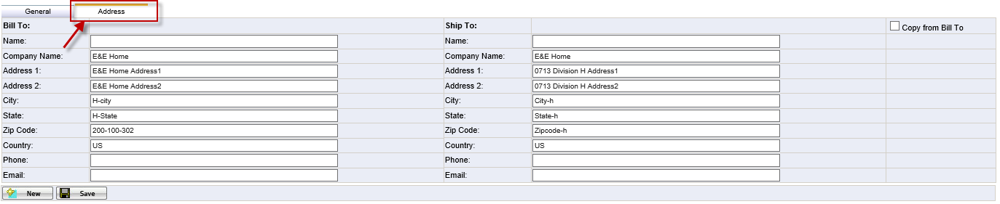 General Address
Bill To: Ship To: Copy from Bill To
Name: Name:
Company Name: E&E Home Company Name: E&E Home
Address 1: E&E Home Address1 Address 1: 0713 Division H Address1
Address 2: E&E Home Address2 Address 2: 0713 Division H Address2
City: H-city City: City-h
State: H-State State: State-h
Zip Code: 200-100-302 Zip Code: Zipcode-h
Country: US Country: US
Phone: Phone:
Email: Email:
New Save